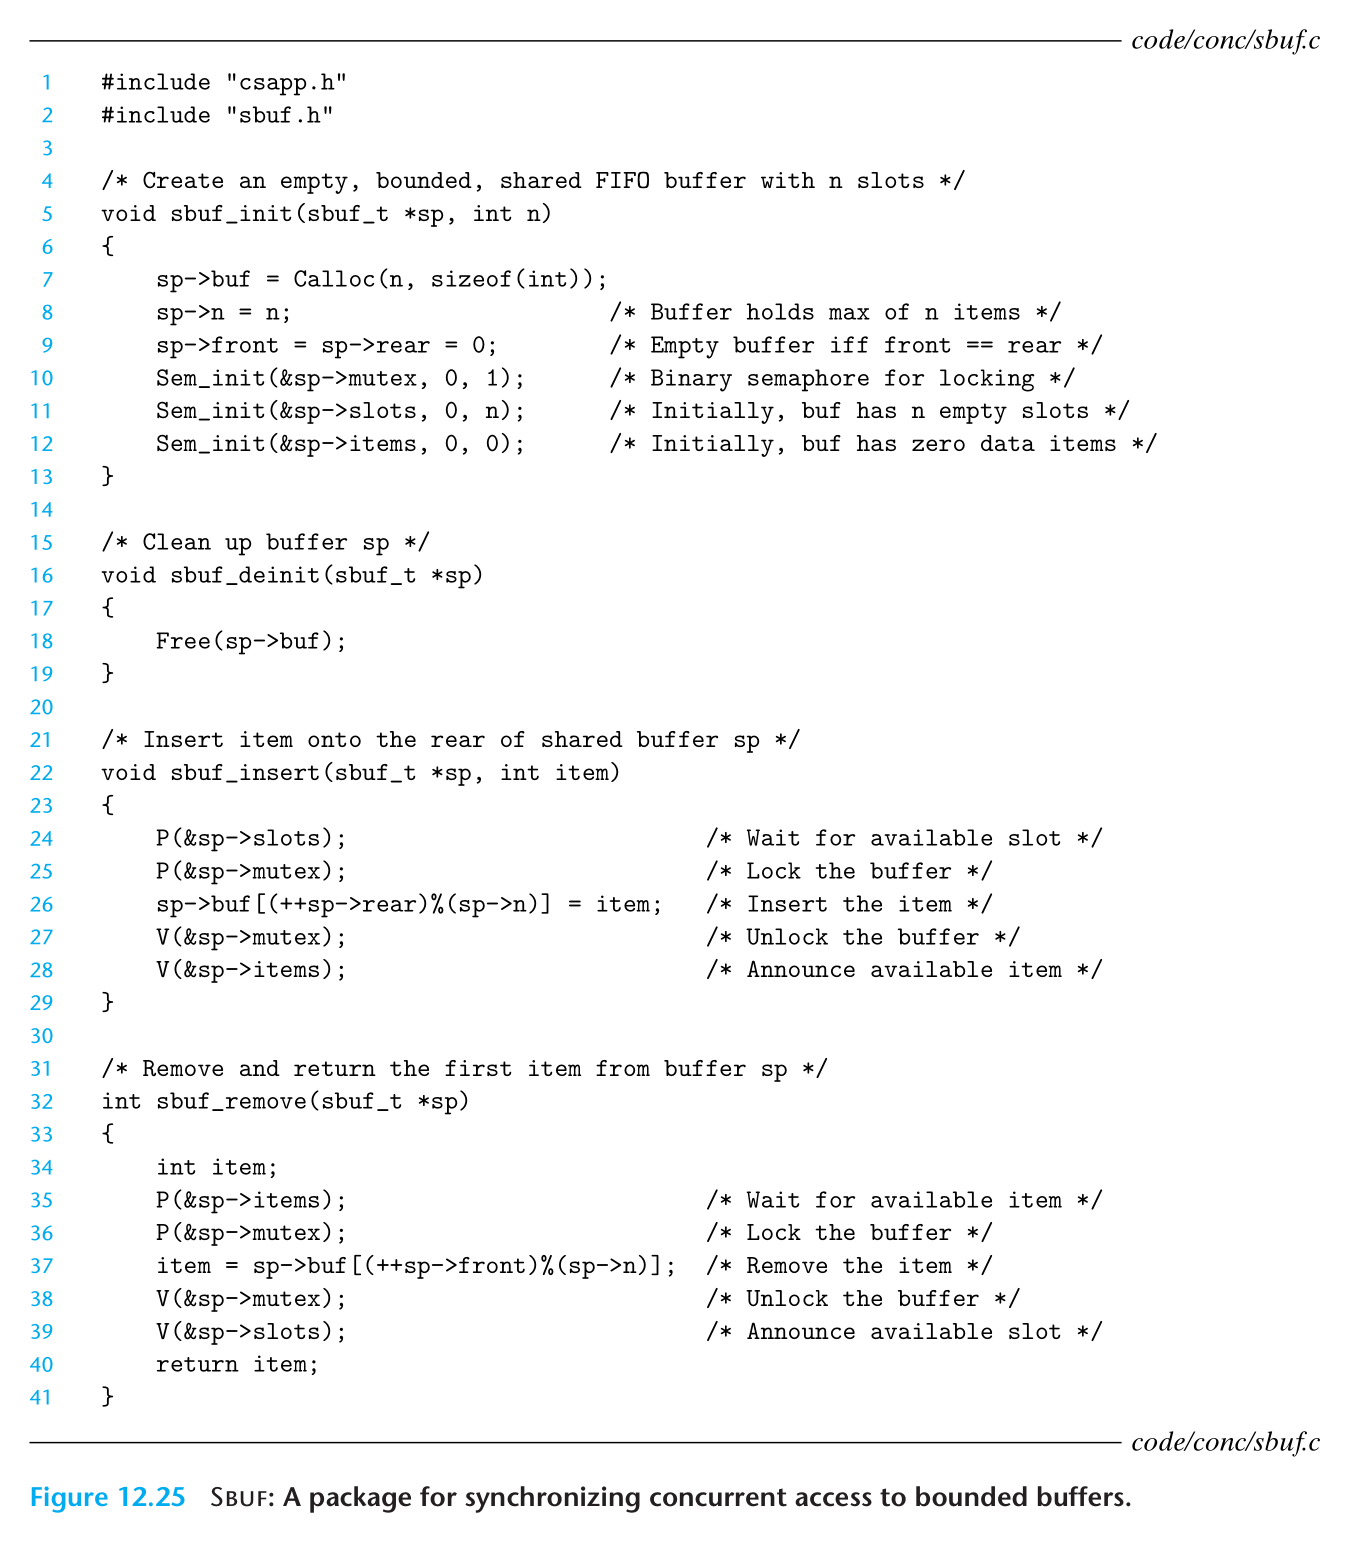 code/conc/sbuf.c
1 #include "csapp.h"
2 #include "sbuf.h"
3
4 /* Create an empty, bounded, shared FIFO buffer with n slots */
5 void sbuf_init(sbuf_t *sp, int n)
6 {
7     sp->buf = Calloc(n, sizeof(int));
8     sp->n = n;                       /* Buffer holds max of n items */
9     sp->front = sp->rear = 0;        /* Empty buffer iff front == rear */
10     Sem_init(&sp->mutex, 0, 1);      /* Binary semaphore for locking */
11     Sem_init(&sp->slots, 0, n);      /* Initially, buf has n empty slots */
12     Sem_init(&sp->items, 0, 0);      /* Initially, buf has zero data items */
13 }
14
15 /* Clean up buffer sp */
16 void sbuf_deinit(sbuf_t *sp)
17 {
18     Free(sp->buf);
19 }
20
21 /* Insert item onto the rear of shared buffer sp */
22 void sbuf_insert(sbuf_t *sp, int item)
23 {
24     P(&sp->slots);                          /* Wait for available slot */
25     P(&sp->mutex);                          /* Lock the buffer */
26     sp->buf[(++sp->rear)%(sp->n)] = item;   /* Insert the item */
27     V(&sp->mutex);                          /* Unlock the buffer */
28     V(&sp->items);                          /* Announce available item */
29 }
30
31 /* Remove and return the first item from buffer sp */
32 int sbuf_remove(sbuf_t *sp)
33 {
34     int item;
35     P(&sp->items);                          /* Wait for available item */
36     P(&sp->mutex);                          /* Lock the buffer */
37     item = sp->buf[(++sp->front)%(sp->n)];  /* Remove the item */
38     V(&sp->mutex);                          /* Unlock the buffer */
39     V(&sp->slots);                          /* Announce available slot */
40     return item;
41 }
code/conc/sbuf.c
Figure 12.25 SBUF: A package for synchronizing concurrent access to bounded buffers.